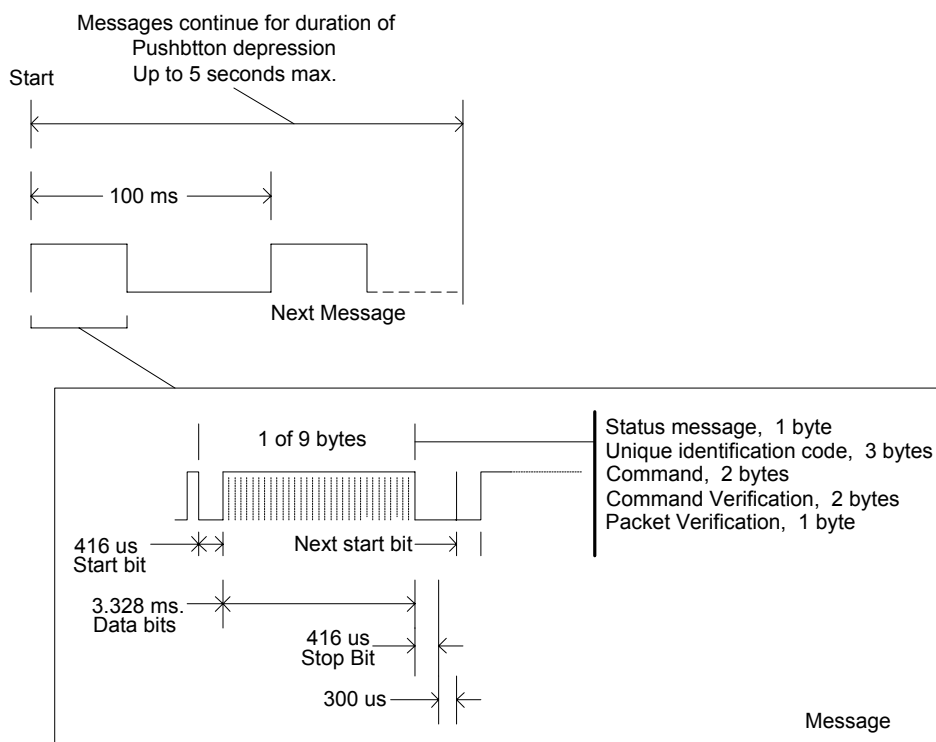 Messages continue for duration of
Pushbtton depression
Up to 5 seconds max.
Start
100 ms
Next Message
1 of 9 bytes
Status message, 1 byte
Unique identification code, 3 bytes
Command, 2 bytes
Command Verification, 2 bytes
Packet Verification, 1 byte
416 us
Start bit
Next start bit
3.328 ms.
Data bits
416 us
Stop Bit
300 us
Message